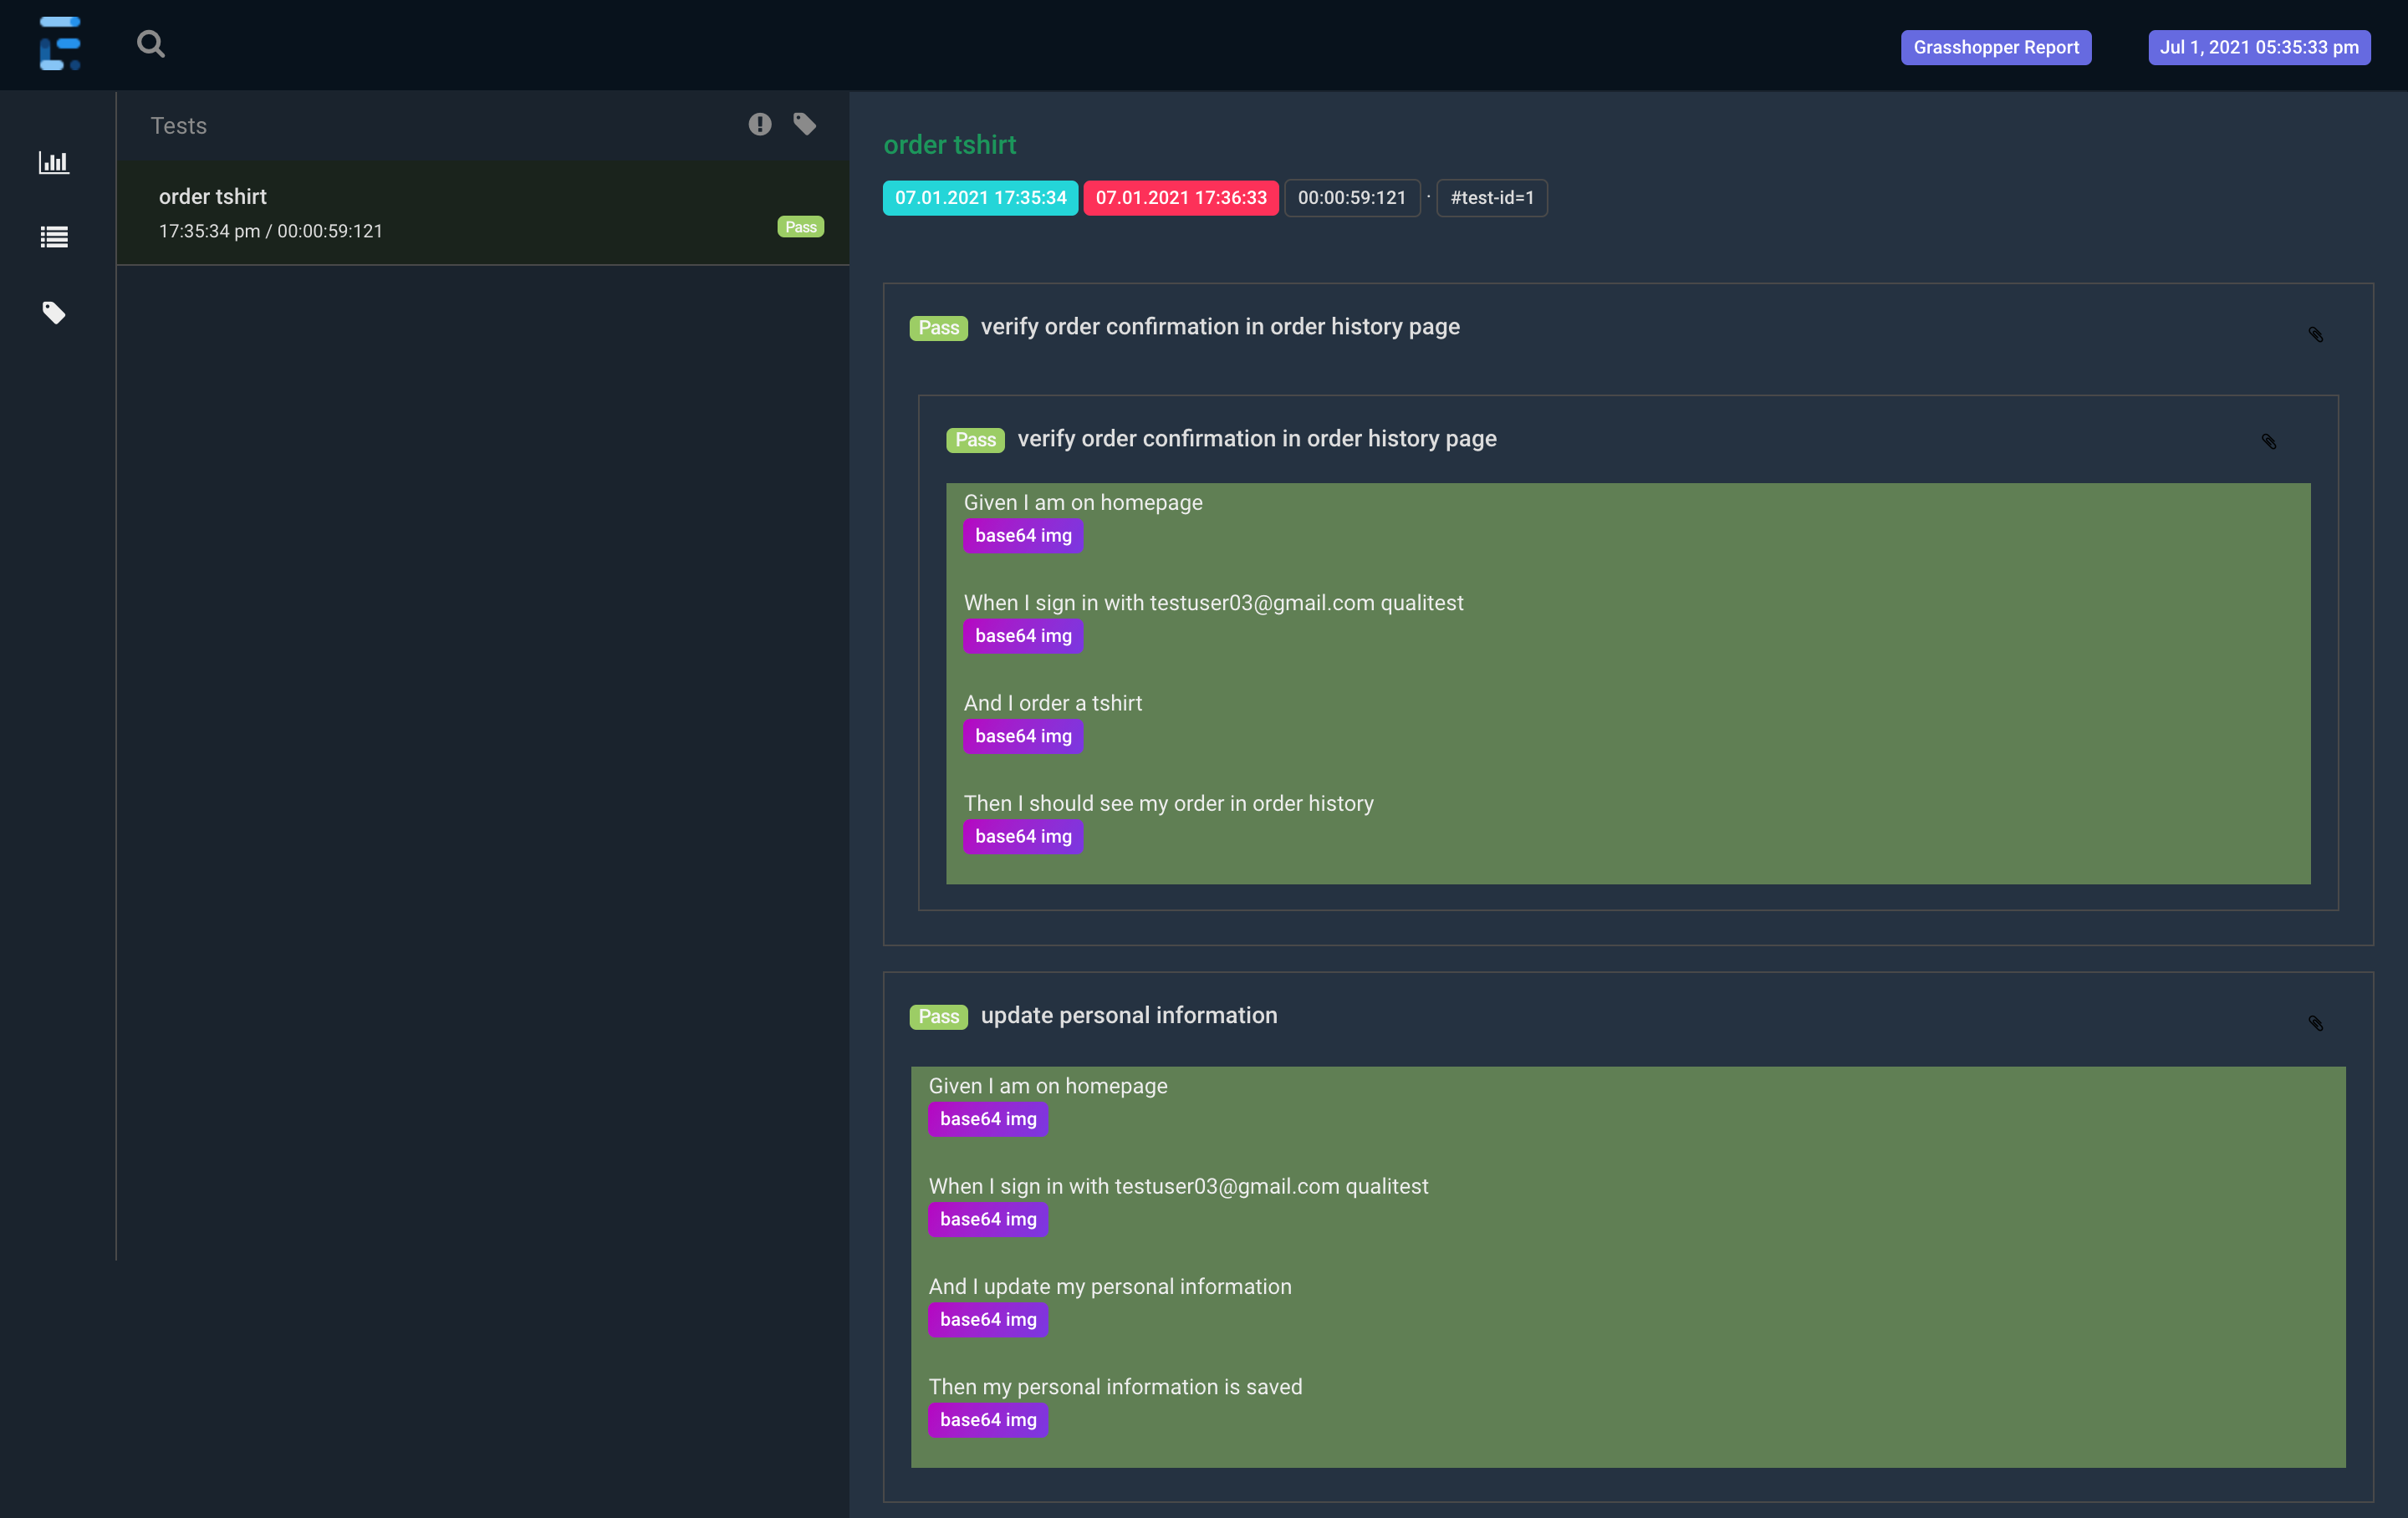 Grasshopper Report
Jul 1, 2021 05:35:33 pm
Tests
order tshirt
17:35:34 pm / 00:00:59:121
Pass
order tshirt
07.01.2021 17:35:34 07.01.2021 17:36:33 00:00:59:121 · #test-id=1
Pass verify order confirmation in order history page
Pass verify order confirmation in order history page
Given I am on homepage
base64 img
When I sign in with testuser03@gmail.com qualitest
base64 img
And I order a tshirt
base64 img
Then I should see my order in order history
base64 img
Pass update personal information
Given I am on homepage
base64 img
When I sign in with testuser03@gmail.com qualitest
base64 img
And I update my personal information
base64 img
Then my personal information is saved
base64 img